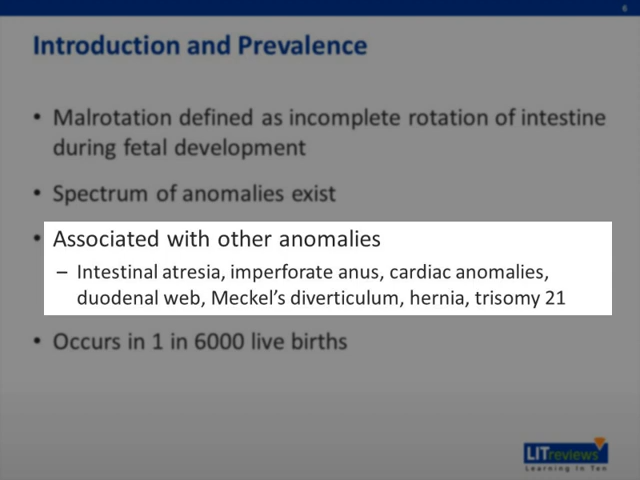 6
Introduction and Prevalence
• Malrotation defined as incomplete rotation of intestine
during fetal development
• Spectrum of anomalies exist
• Associated with other anomalies
– Intestinal atresia, imperforate anus, cardiac anomalies,
duodenal web, Meckel's diverticulum, hernia, trisomy 21
• Occurs in 1 in 6000 live births
LITreviews
Learning in Ten